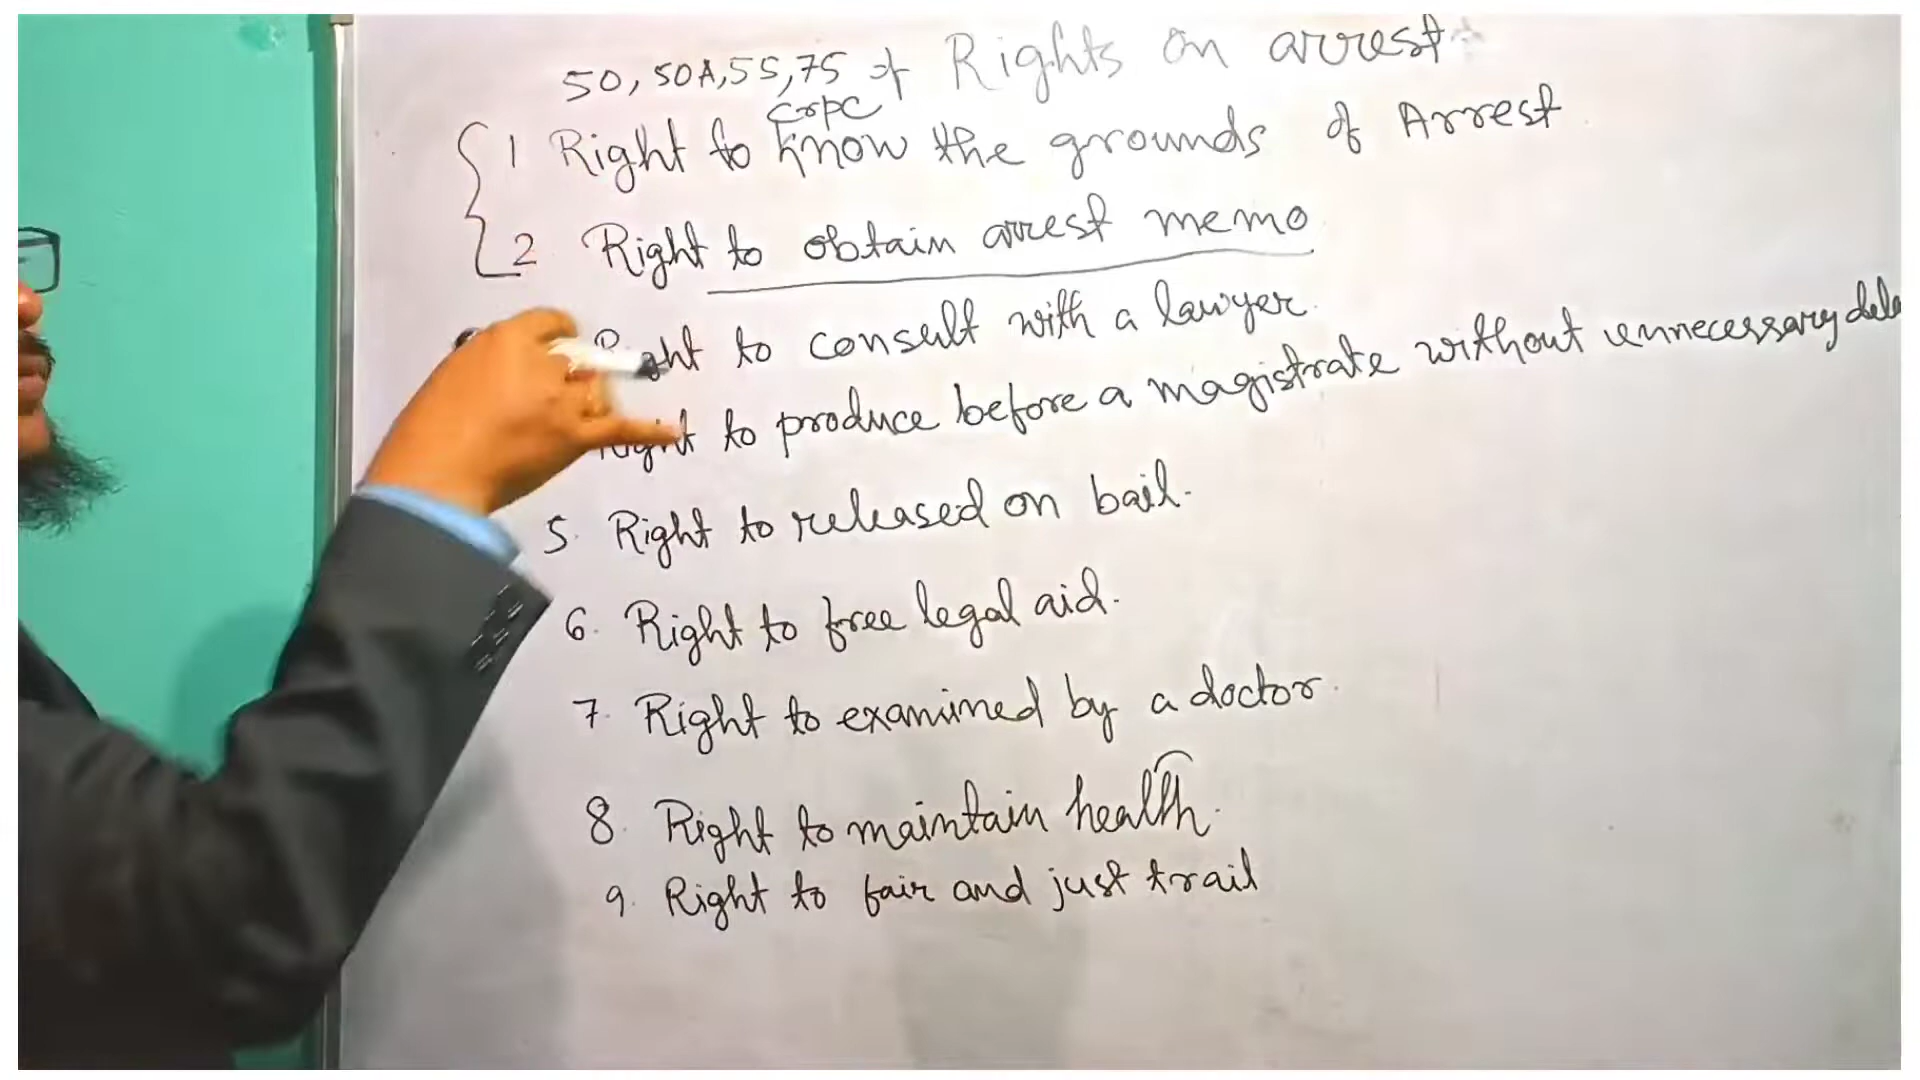 50, 50A, 55, 75 of Rights on arrest
Crpc
1 Right to know the grounds of Arrest
2 Right to obtain arrest memo
Right to consult with a lawyer.
Right to produce before a magistrate without unnecessary dela
5. Right to released on bail.
6. Right to free legal aid.
7. Right to examined by a doctor.
8. Right to maintain health.
9. Right to fair and just trail